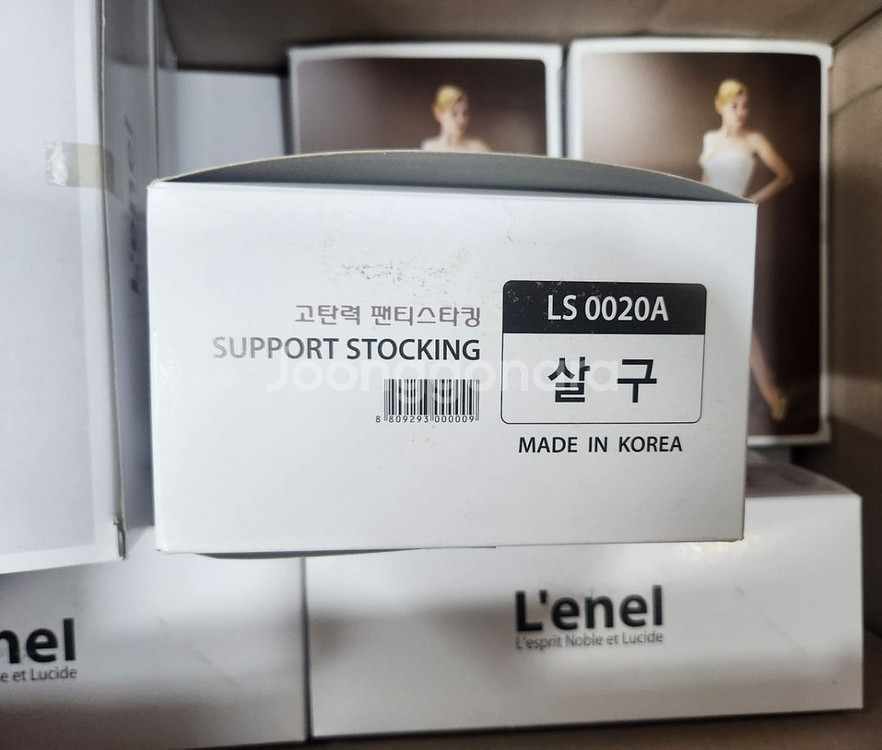 고탄력 팬티스타킹
SUPPORT STOCKING
8 809293 000009
LS 0020A
살구
MADE IN KOREA
Joonggonara
L'enel
L'esprit Noble et Lucide
nel
e et Lucide